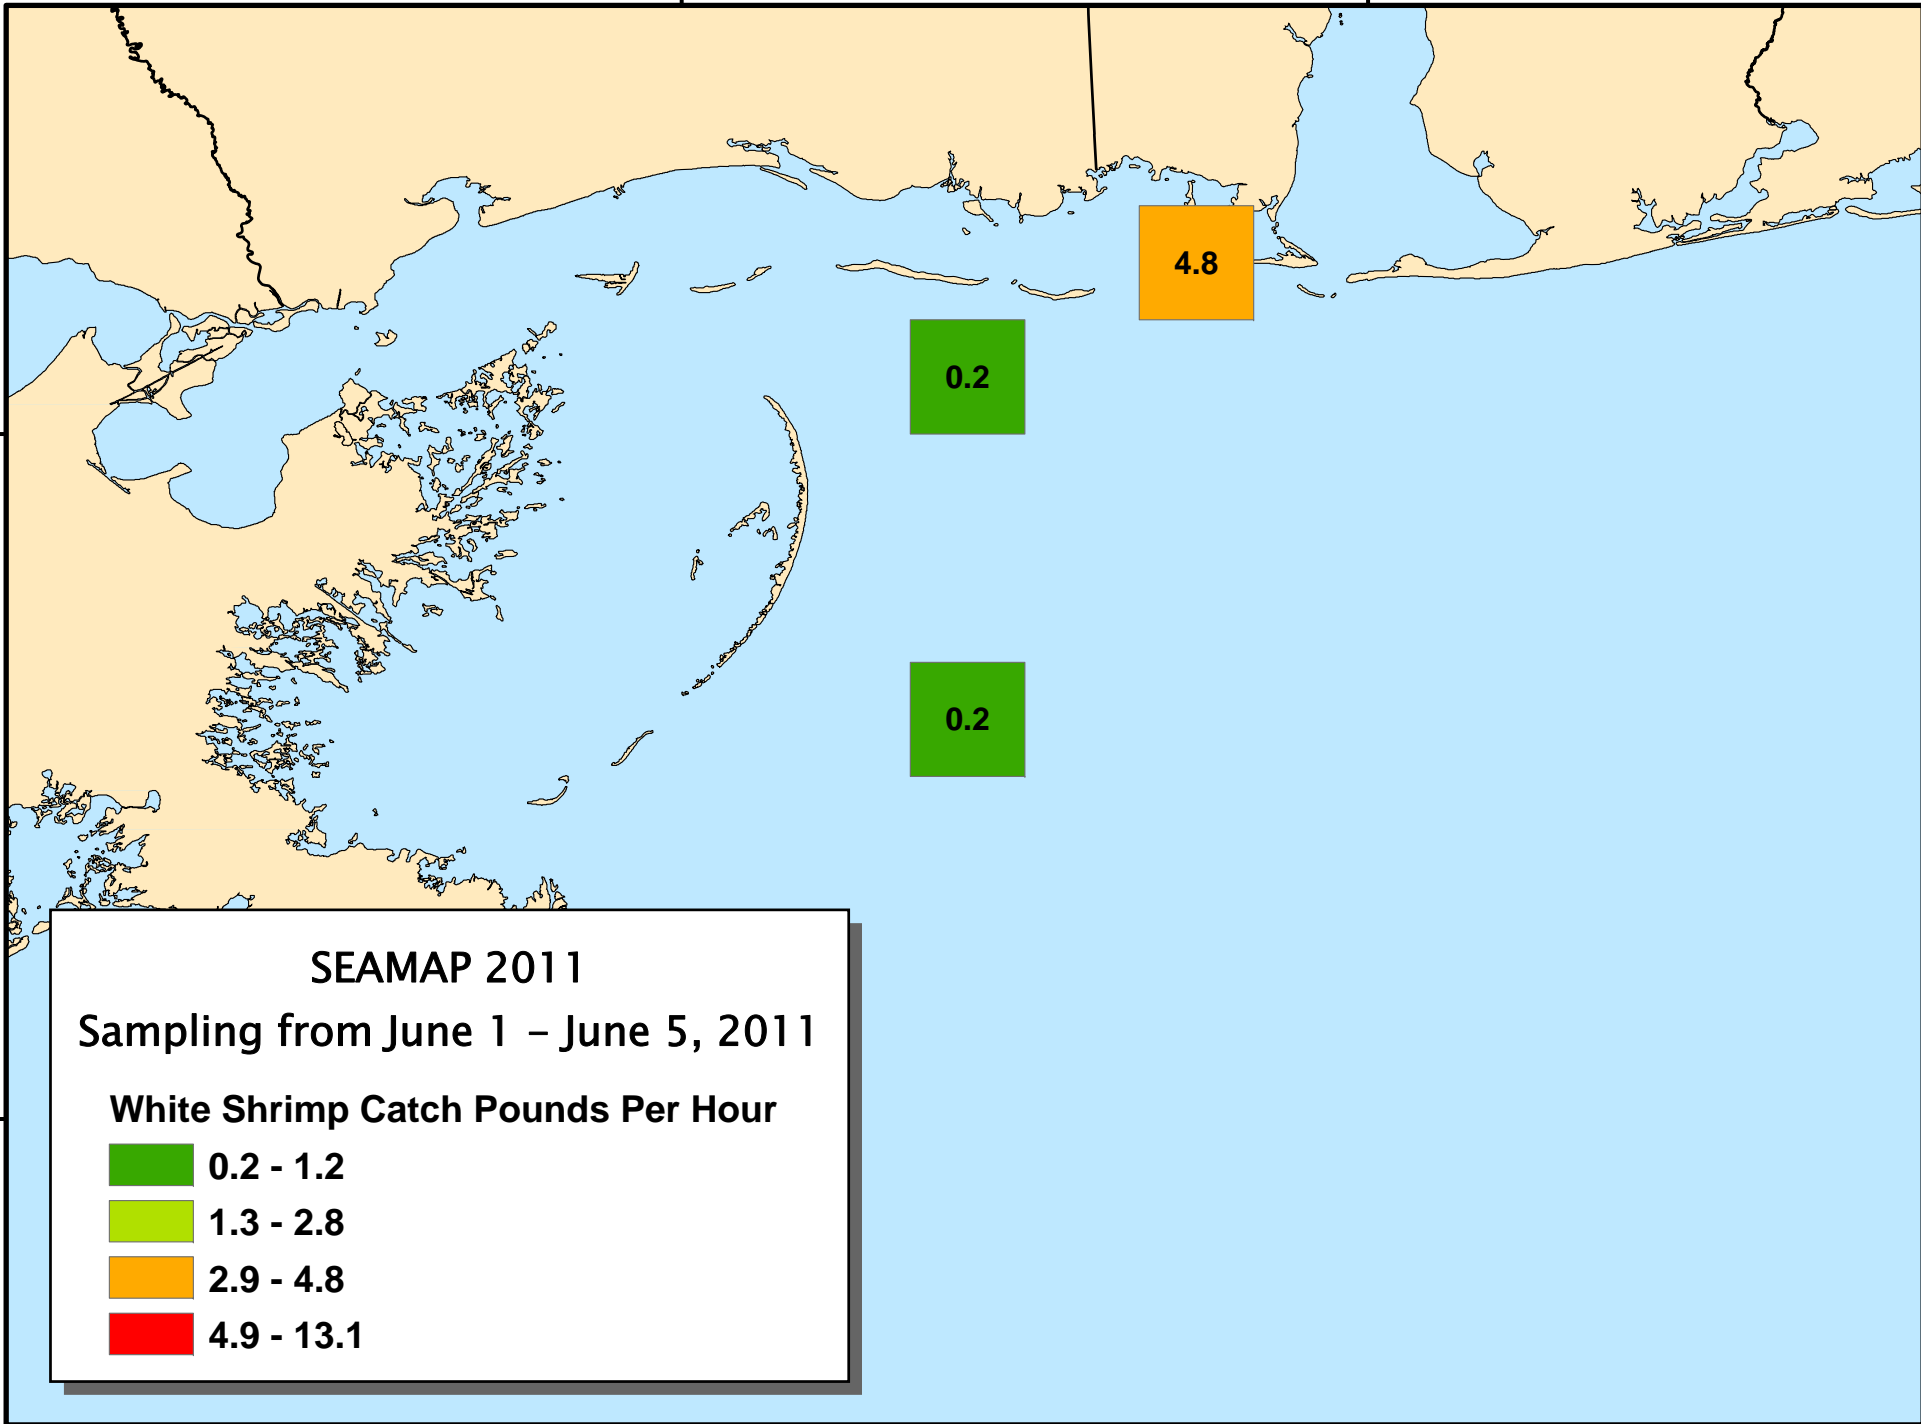 4.8
0.2
0.2
SEAMAP 2011
Sampling from June 1 – June 5, 2011
White Shrimp Catch Pounds Per Hour
0.2 - 1.2
1.3 - 2.8
2.9 - 4.8
4.9 - 13.1